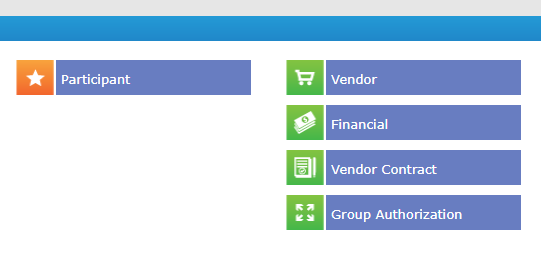 Participant
Vendor
Financial
Vendor Contract
Group Authorization